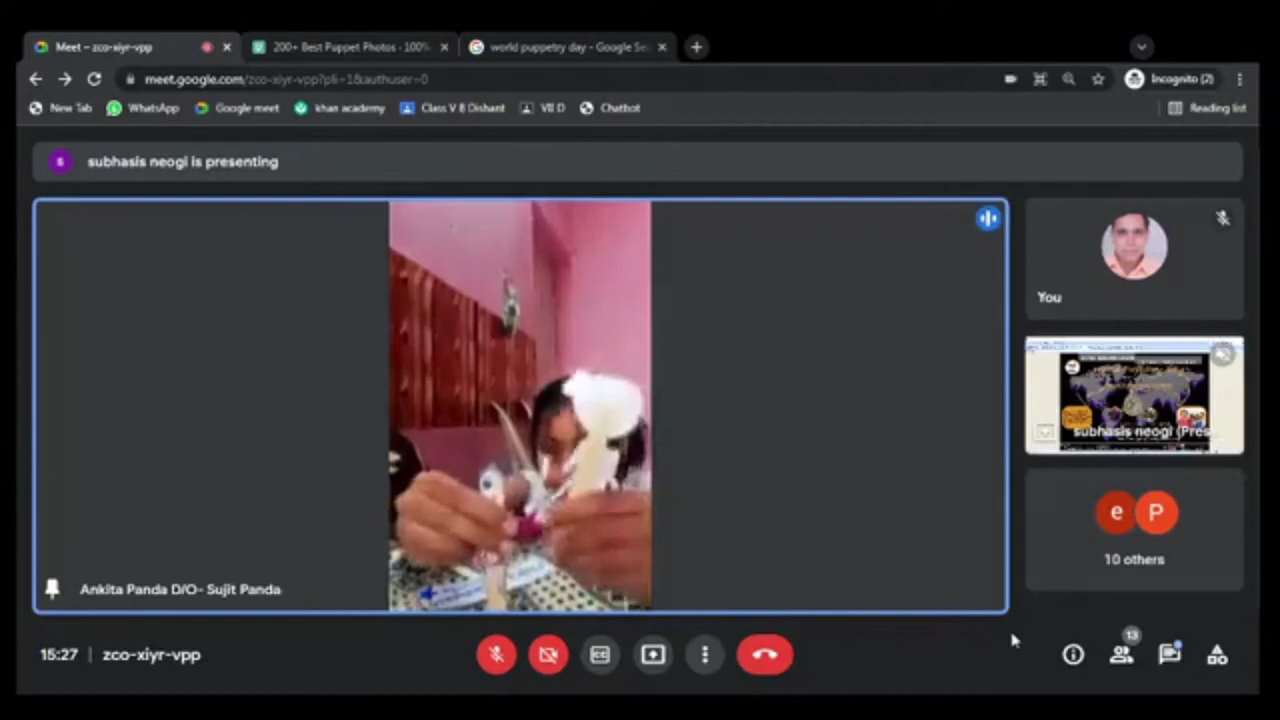 Meet – zco-xiyr-vpp
200+ Best Puppet Photos · 100%
world puppetry day - Google Se
meet.google.com/zco-xiyr-vpp?pli=1&authuser=0
Incognito (2)
New Tab
WhatsApp
Google meet
khan academy
Class V B Dishant
VII D
Chatbot
Reading list
s
subhasis neogi is presenting
You
subhasis neogi (Pres...
e P
10 others
Ankita Panda D/O- Sujit Panda
15:27 | zco-xiyr-vpp
CC
13